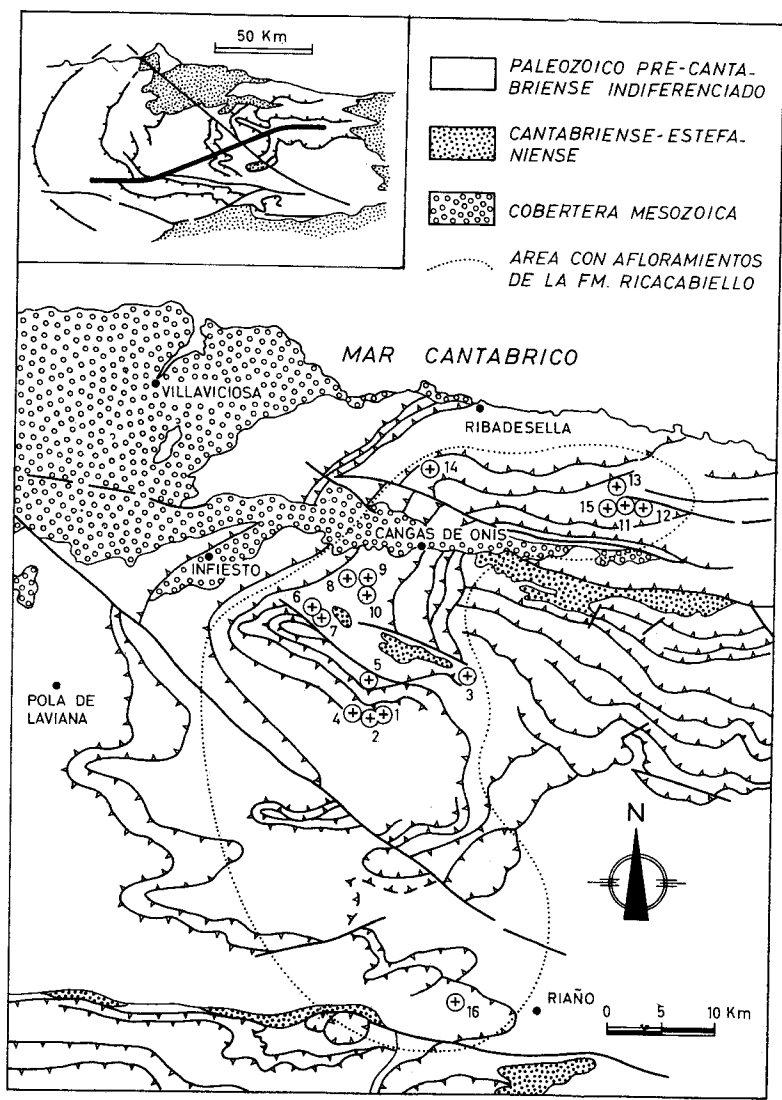 50 Km
PALEOZOICO PRE-CANTA-
BRIENSE INDIFERENCIADO
CANTABRIENSE-ESTEFA-
NIENSE
COBERTERA MESOZOICA
AREA CON AFLORAMIENTOS
DE LA FM. RICACABIELLO
MAR CANTABRICO
VILLAVICIOSA
RIBADESELLA
14
13
15
11
12
CANGAS DE ONIS
INFIESTO
8
9
6
10
7
5
3
POLA DE
LAVIANA
4
1
2
N
16
RIAÑO
0 5 10 Km